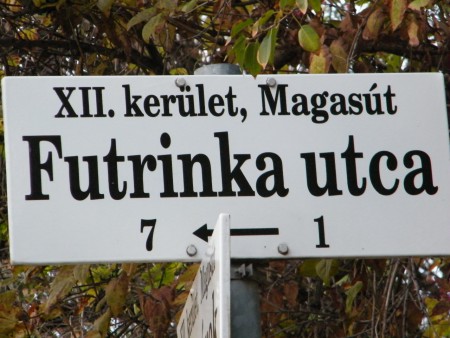 XII. kerület, Magasút
Futrinka utca
7 ← 1